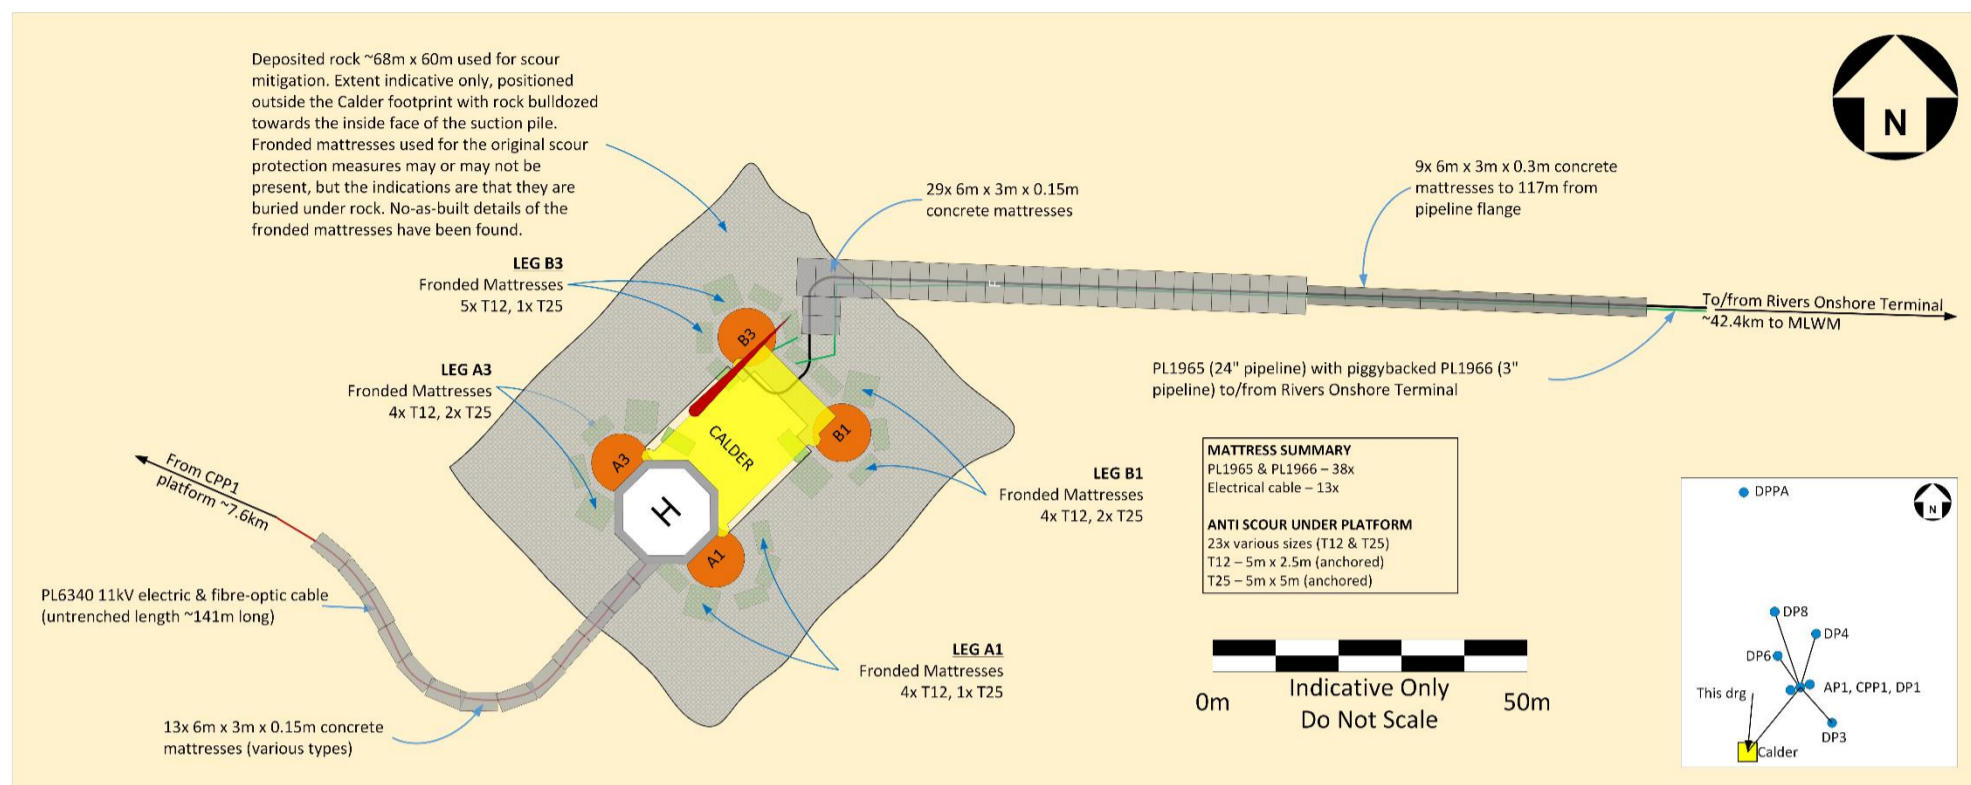 Deposited rock ~68m x 60m used for scour
mitigation. Extent indicative only, positioned
outside the Calder footprint with rock bulldozed
towards the inside face of the suction pile.
Fronded mattresses used for the original scour
protection measures may or may not be
present, but the indications are that they are
buried under rock. No-as-built details of the
fronded mattresses have been found.
N
29x 6m x 3m x 0.15m
concrete mattresses
9x 6m x 3m x 0.3m concrete
mattresses to 117m from
pipeline flange
LEG B3
Fronded Mattresses
5x T12, 1x T25
To/from Rivers Onshore Terminal
~42.4km to MLWM
LEG A3
Fronded Mattresses
4x T12, 2x T25
PL1965 (24" pipeline) with piggybacked PL1966 (3"
pipeline) to/from Rivers Onshore Terminal
B3
B1
A3
A1
CALDER
H
From CPP1
platform ~7.6km
LEG B1
Fronded Mattresses
4x T12, 2x T25
MATTRESS SUMMARY
PL1965 & PL1966 – 38x
Electrical cable – 13x
ANTI SCOUR UNDER PLATFORM
23x various sizes (T12 & T25)
T12 – 5m x 2.5m (anchored)
T25 – 5m x 5m (anchored)
PL6340 11kV electric & fibre-optic cable
(untrenched length ~141m long)
LEG A1
Fronded Mattresses
4x T12, 1x T25
13x 6m x 3m x 0.15m concrete
mattresses (various types)
0m
Indicative Only
Do Not Scale
50m
DPPA
N
DP8
DP4
DP6
AP1, CPP1, DP1
This drg
DP3
Calder